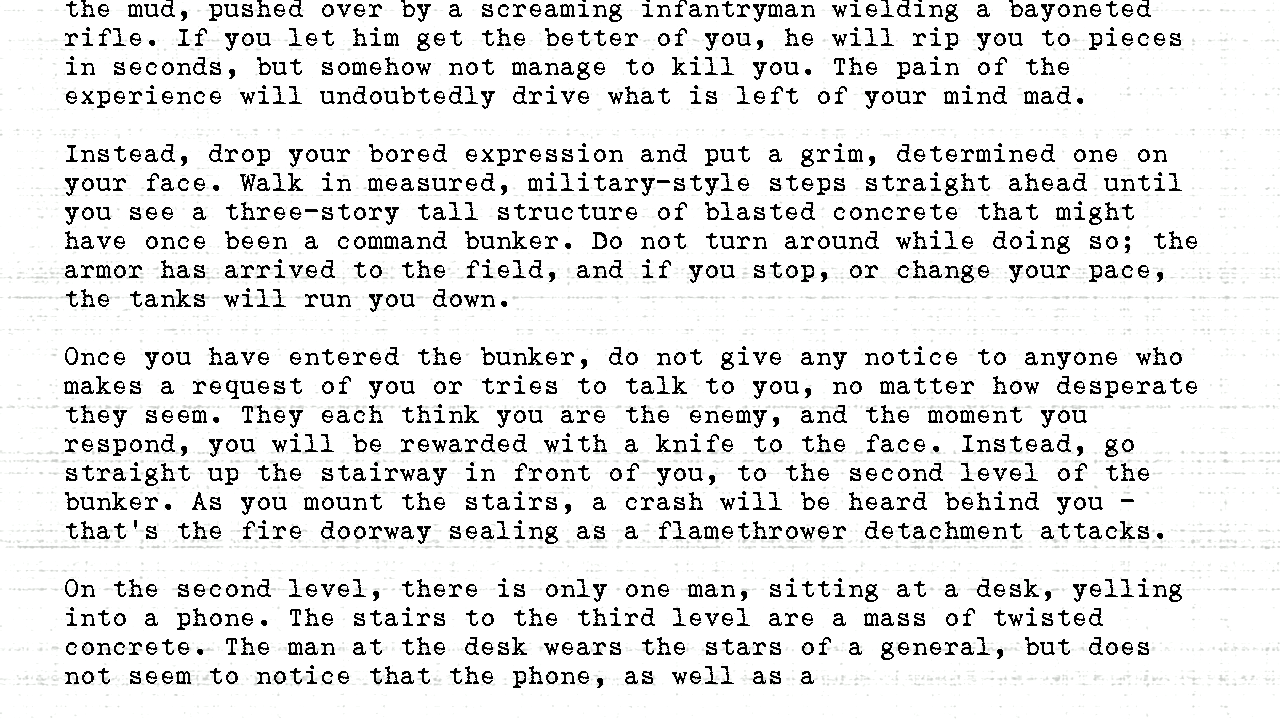 the mud, pushed over by a screaming infantryman wielding a bayoneted
rifle. If you let him get the better of you, he will rip you to pieces
in seconds, but somehow not manage to kill you. The pain of the
experience will undoubtedly drive what is left of your mind mad.
Instead, drop your bored expression and put a grim, determined one on
your face. Walk in measured, military-style steps straight ahead until
you see a three-story tall structure of blasted concrete that might
have once been a command bunker. Do not turn around while doing so; the
armor has arrived to the field, and if you stop, or change your pace,
the tanks will run you down.
Once you have entered the bunker, do not give any notice to anyone who
makes a request of you or tries to talk to you, no matter how desperate
they seem. They each think you are the enemy, and the moment you
respond, you will be rewarded with a knife to the face. Instead, go
straight up the stairway in front of you, to the second level of the
bunker. As you mount the stairs, a crash will be heard behind you -
that's the fire doorway sealing as a flamethrower detachment attacks.
On the second level, there is only one man, sitting at a desk, yelling
into a phone. The stairs to the third level are a mass of twisted
concrete. The man at the desk wears the stars of a general, but does
not seem to notice that the phone, as well as a